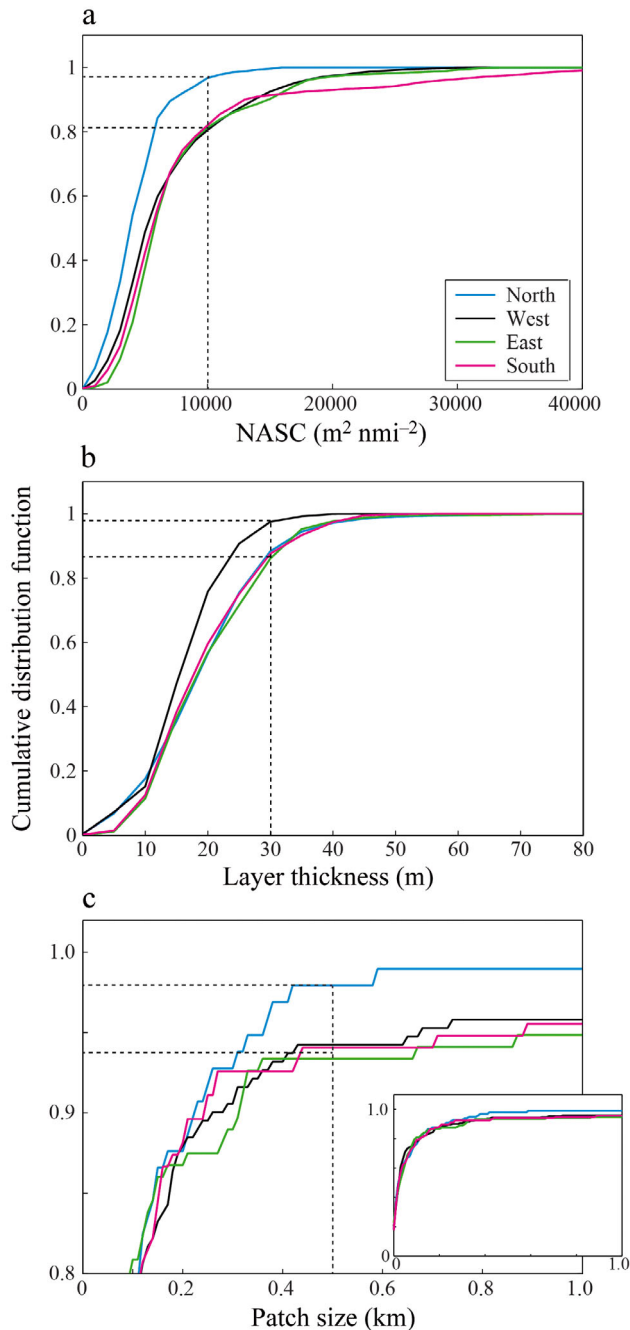 a
1
0.8
0.6
0.4
0.2
0
North
West
East
South
0 10000 20000 30000 40000
NASC (m² nmi⁻²)
Cumulative distribution function
b
1
0.8
0.6
0.4
0.2
0
0 10 20 30 40 50 60 70 80
Layer thickness (m)
c
1.0
0.9
0.8
1.0
0
0 1.0
0 0.2 0.4 0.6 0.8 1.0
Patch size (km)